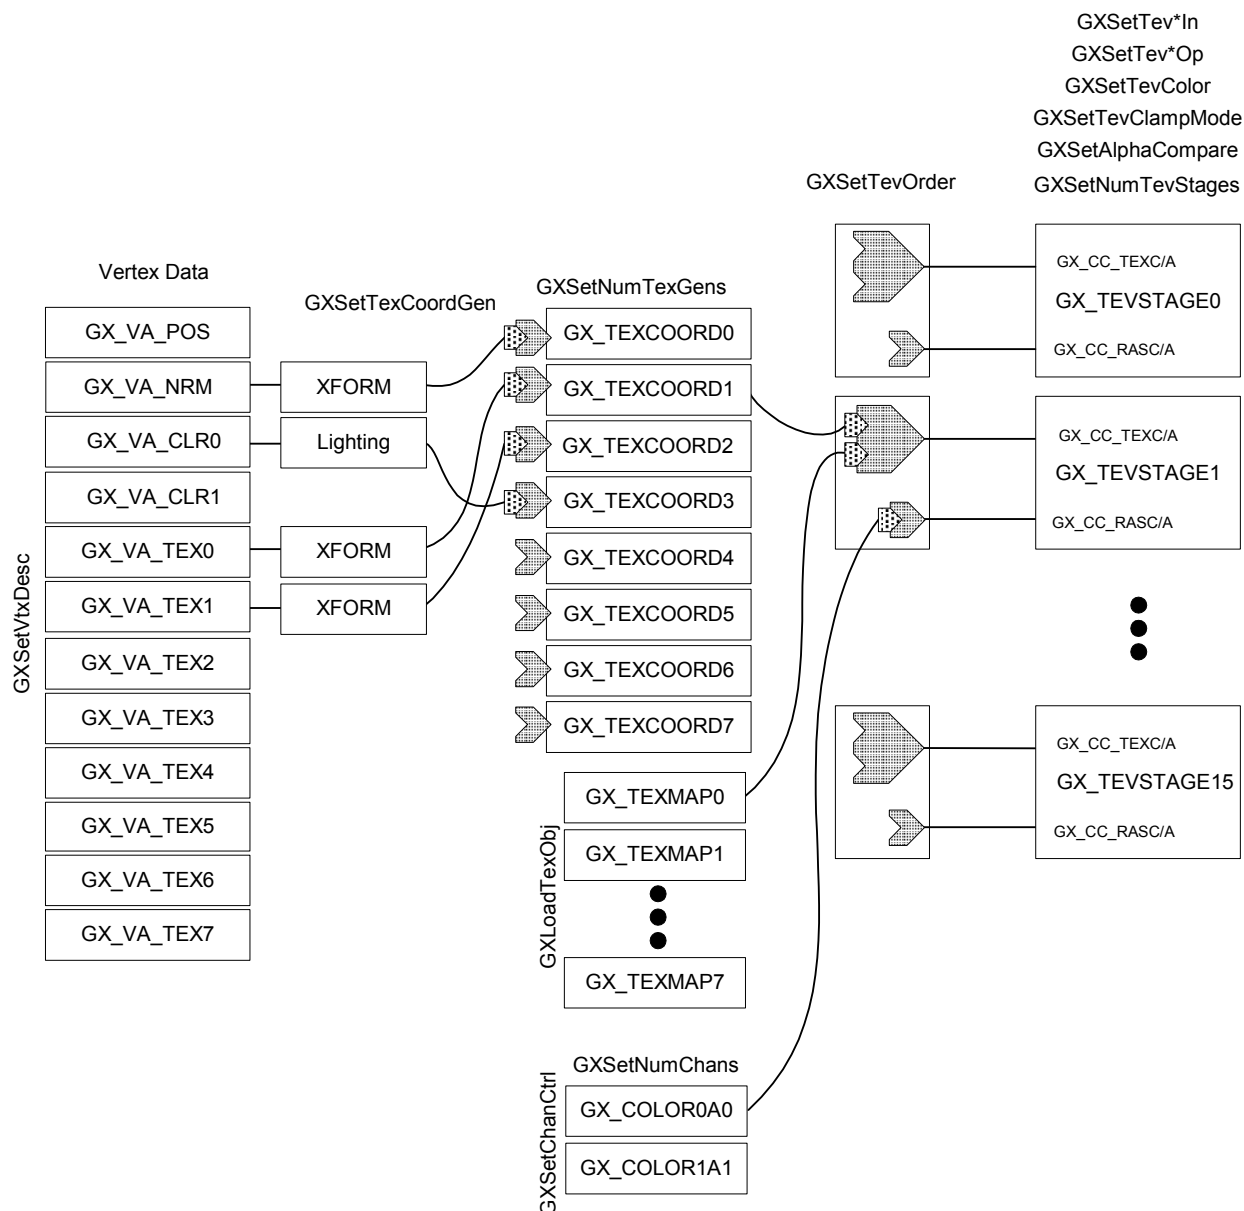 GXSetTev*In
GXSetTev*Op
GXSetTevColor
GXSetTevClampMode
GXSetAlphaCompare
GXSetNumTevStages
GXSetTevOrder
Vertex Data
GXSetTexCoordGen
GXSetNumTexGens
GXSetVtxDesc
GX_VA_POS
GX_VA_NRM
GX_VA_CLR0
GX_VA_CLR1
GX_VA_TEX0
GX_VA_TEX1
GX_VA_TEX2
GX_VA_TEX3
GX_VA_TEX4
GX_VA_TEX5
GX_VA_TEX6
GX_VA_TEX7
XFORM
Lighting
XFORM
XFORM
GX_TEXCOORD0
GX_TEXCOORD1
GX_TEXCOORD2
GX_TEXCOORD3
GX_TEXCOORD4
GX_TEXCOORD5
GX_TEXCOORD6
GX_TEXCOORD7
GXLoadTexObj
GX_TEXMAP0
GX_TEXMAP1
GX_TEXMAP7
GXSetNumChans
GXSetChanCtrl
GX_COLOR0A0
GX_COLOR1A1
GX_CC_TEXC/A
GX_TEVSTAGE0
GX_CC_RASC/A
GX_CC_TEXC/A
GX_TEVSTAGE1
GX_CC_RASC/A
GX_CC_TEXC/A
GX_TEVSTAGE15
GX_CC_RASC/A